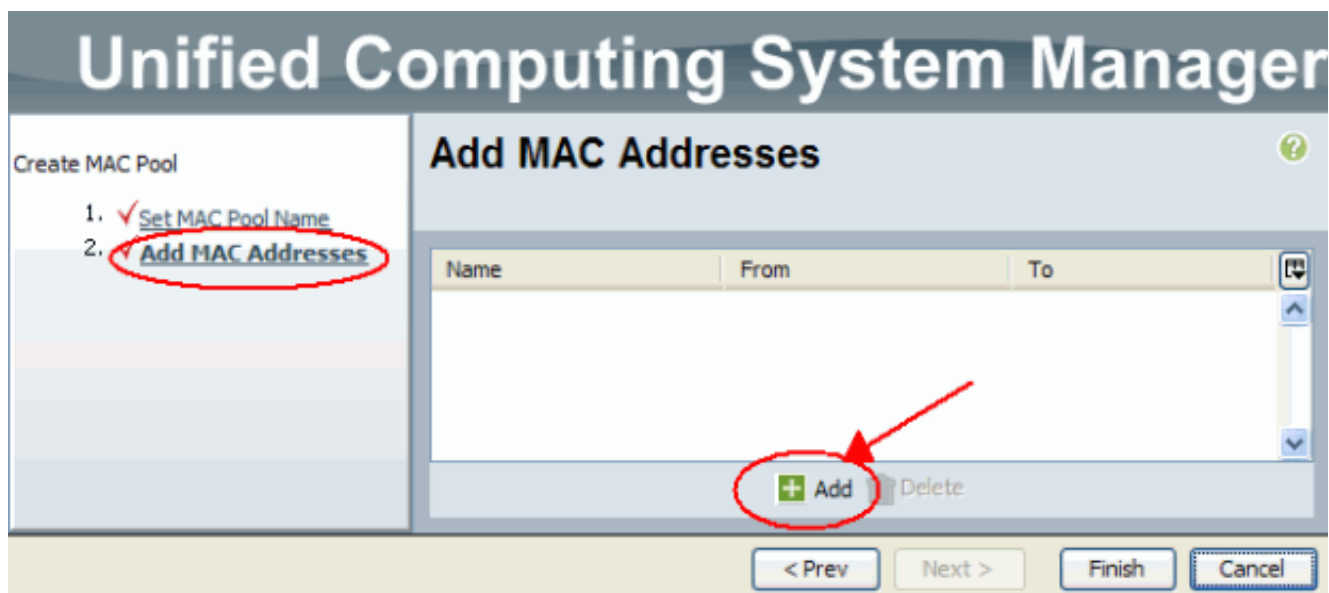 Unified Computing System Manager
Create MAC Pool
1. Set MAC Pool Name
2. Add MAC Addresses
Add MAC Addresses
?
Name From To
Add Delete
< Prev Next > Finish Cancel